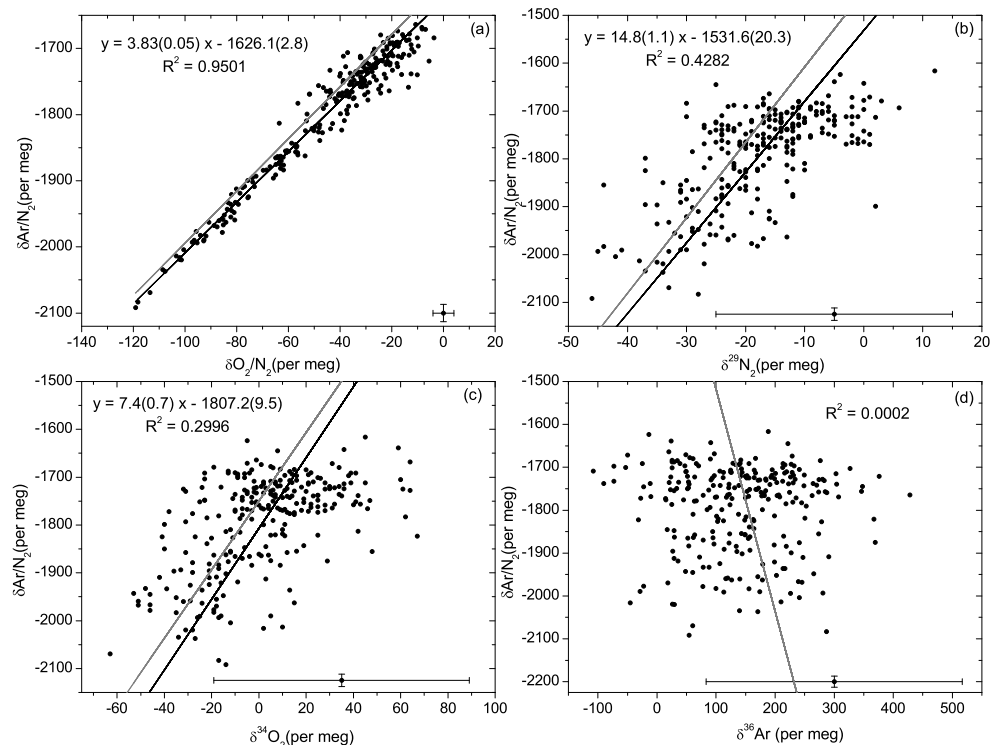 (a)
y = 3.83(0.05) x - 1626.1(2.8)
R² = 0.9501
-1700
-1800
-1900
-2000
-2100
δAr/N₂(per meg)
-140 -120 -100 -80 -60 -40 -20 0 20
δO₂/N₂(per meg)
(b)
y = 14.8(1.1) x - 1531.6(20.3)
R² = 0.4282
-1500
-1600
-1700
-1800
-1900
-2000
-2100
δAr/N₂(per meg)
-50 -40 -30 -20 -10 0 10 20
δ²⁹N₂(per meg)
(c)
y = 7.4(0.7) x - 1807.2(9.5)
R² = 0.2996
-1500
-1600
-1700
-1800
-1900
-2000
-2100
δAr/N₂(per meg)
-60 -40 -20 0 20 40 60 80 100
δ³⁴O₂(per meg)
(d)
R² = 0.0002
-1500
-1600
-1700
-1800
-1900
-2000
-2100
-2200
δAr/N₂(per meg)
-100 0 100 200 300 400 500
δ³⁶Ar (per meg)